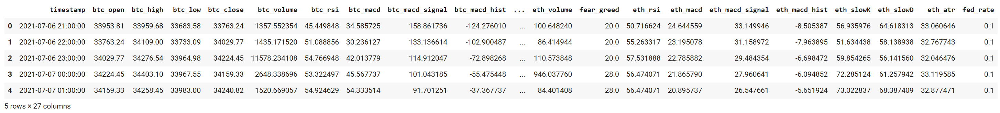 timestamp btc_open btc_high btc_low btc_close btc_volume btc_rsi btc_macd btc_macd_signal btc_macd_hist ... eth_volume fear_greed eth_rsi eth_macd eth_macd_signal eth_macd_hist eth_slowK eth_slowD eth_atr fed_rate
0 2021-07-06 21:00:00 33953.81 33959.68 33683.58 33763.24 1357.552354 45.449848 34.585725 158.861736 -124.276010 ... 100.648240 20.0 50.716624 24.644559 33.149946 -8.505387 56.935976 64.618313 33.060646 0.1
1 2021-07-06 22:00:00 33763.24 34109.00 33733.09 34029.77 1435.171520 51.088856 30.236127 133.136614 -102.900487 ... 86.414944 20.0 55.263317 23.195078 31.158972 -7.963895 51.634438 58.138938 32.767743 0.1
2 2021-07-06 23:00:00 34029.77 34276.54 33964.98 34224.45 11578.234108 54.766948 42.013779 114.912047 -72.898268 ... 110.573848 20.0 57.531888 22.785882 29.484354 -6.698472 59.854265 56.141560 32.046476 0.1
3 2021-07-07 00:00:00 34224.45 34403.10 33967.55 34159.33 2648.338696 53.322497 45.567737 101.043185 -55.475448 ... 946.037760 28.0 56.474071 21.865790 27.960641 -6.094852 72.285124 61.257942 33.119585 0.1
4 2021-07-07 01:00:00 34159.33 34258.45 33983.00 34240.82 1520.669057 54.924629 54.333514 91.701251 -37.367737 ... 84.401408 28.0 56.474071 20.895737 26.547661 -5.651924 73.022837 68.387409 32.877471 0.1
5 rows × 27 columns